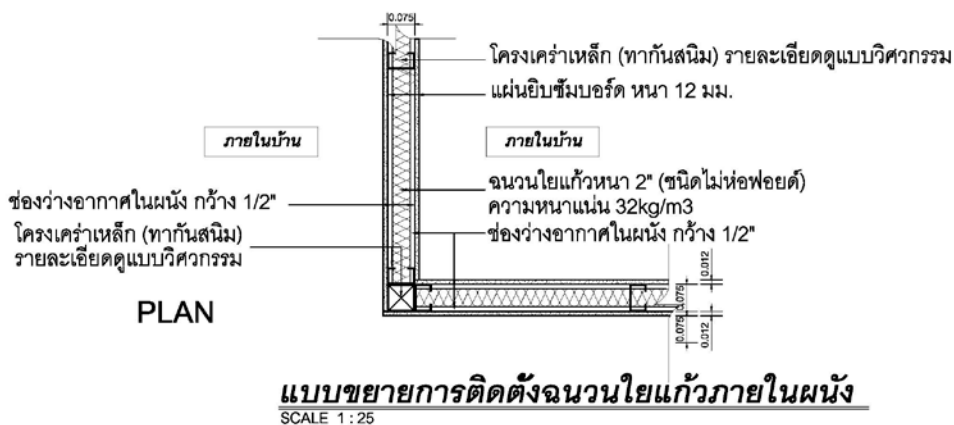 0.075
โครงเคร่าเหล็ก (ทากันสนิม) รายละเอียดดูแบบวิศวกรรม
แผ่นยิบซัมบอร์ด หนา 12 มม.
ภายในบ้าน
ภายในบ้าน
ฉนวนใยแก้วหนา 2" (ชนิดไม่ห่อฟอยด์)
ความหนาแน่น 32kg/m3
ช่องว่างอากาศในผนัง กว้าง 1/2"
ช่องว่างอากาศในผนัง กว้าง 1/2"
โครงเคร่าเหล็ก (ทากันสนิม)
รายละเอียดดูแบบวิศวกรรม
0.012
0.075
0.075
0.012
PLAN
แบบขยายการติดตั้งฉนวนใยแก้วภายในผนัง
SCALE 1 : 25